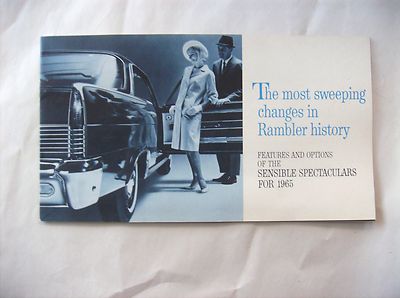 The most sweeping
changes in
Rambler history
FEATURES AND OPTIONS
OF THE
SENSIBLE SPECTACULARS
FOR 1965